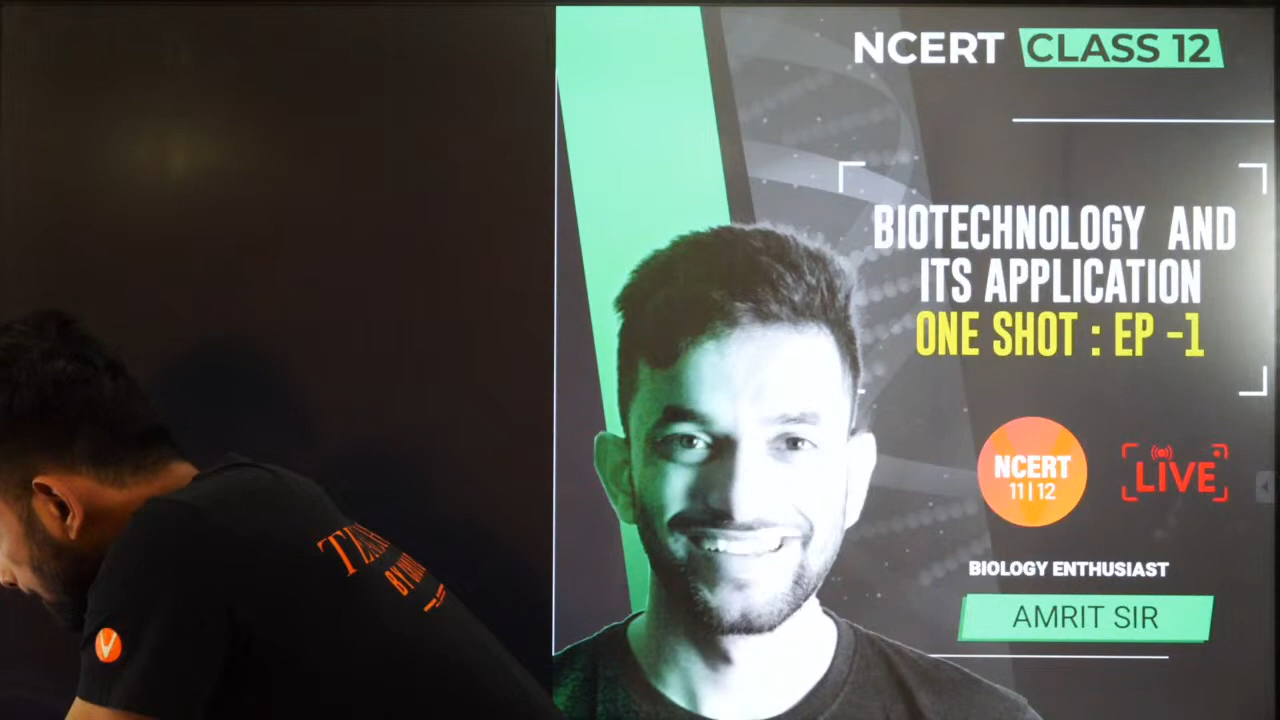 NCERT CLASS 12
BIOTECHNOLOGY AND
ITS APPLICATION
ONE SHOT : EP -1
NCERT
11|12
LIVE
BIOLOGY ENTHUSIAST
AMRIT SIR
V